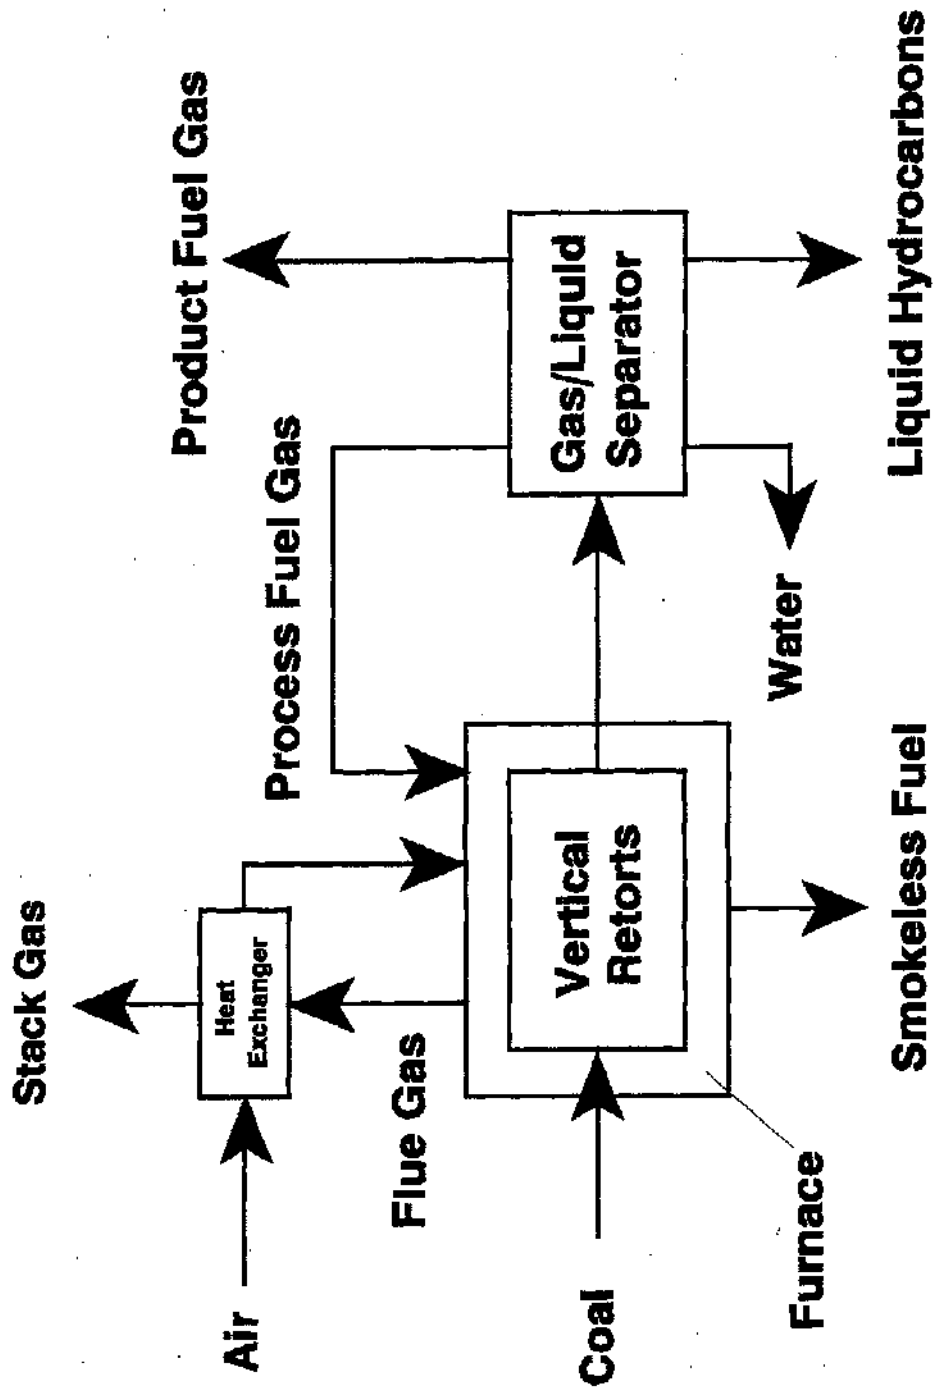 Stack Gas
Product Fuel Gas
Air
Heat
Exchanger
Process Fuel Gas
Flue Gas
Coal
Vertical
Retorts
Gas/Liquid
Separator
Furnace
Water
Smokeless Fuel
Liquid Hydrocarbons